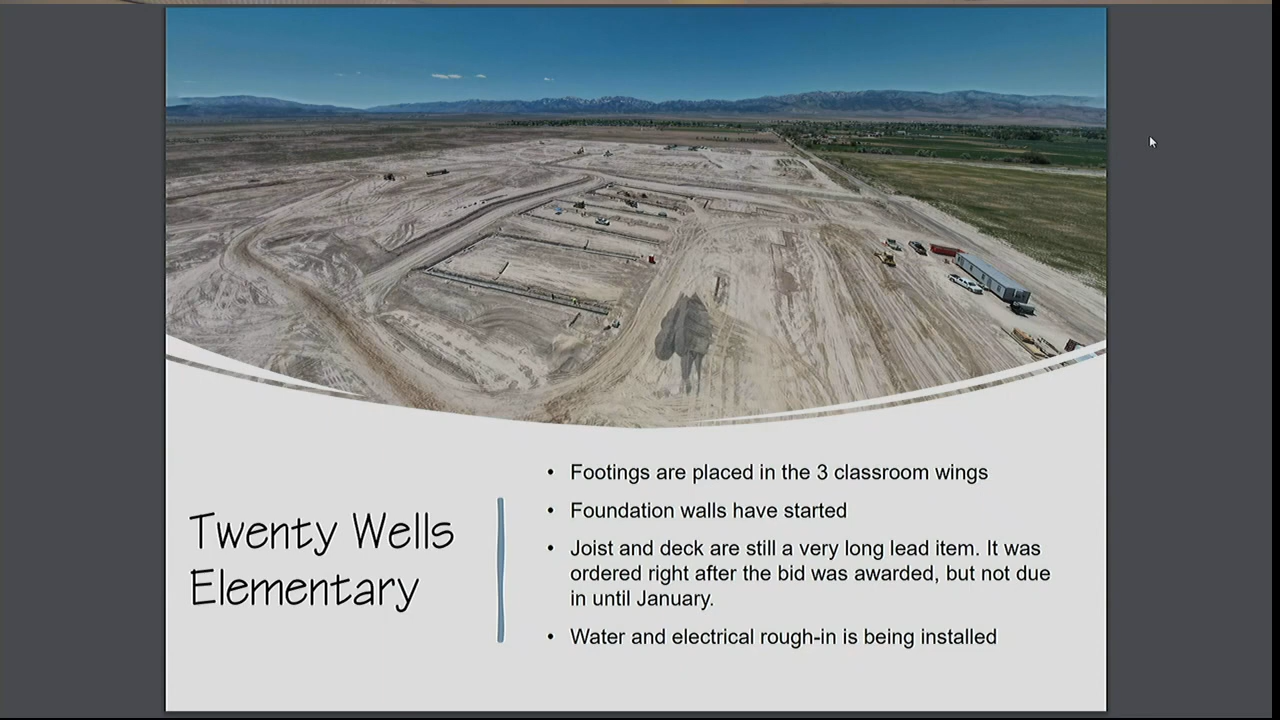 Twenty Wells
Elementary
• Footings are placed in the 3 classroom wings
• Foundation walls have started
• Joist and deck are still a very long lead item. It was
ordered right after the bid was awarded, but not due
in until January.
• Water and electrical rough-in is being installed